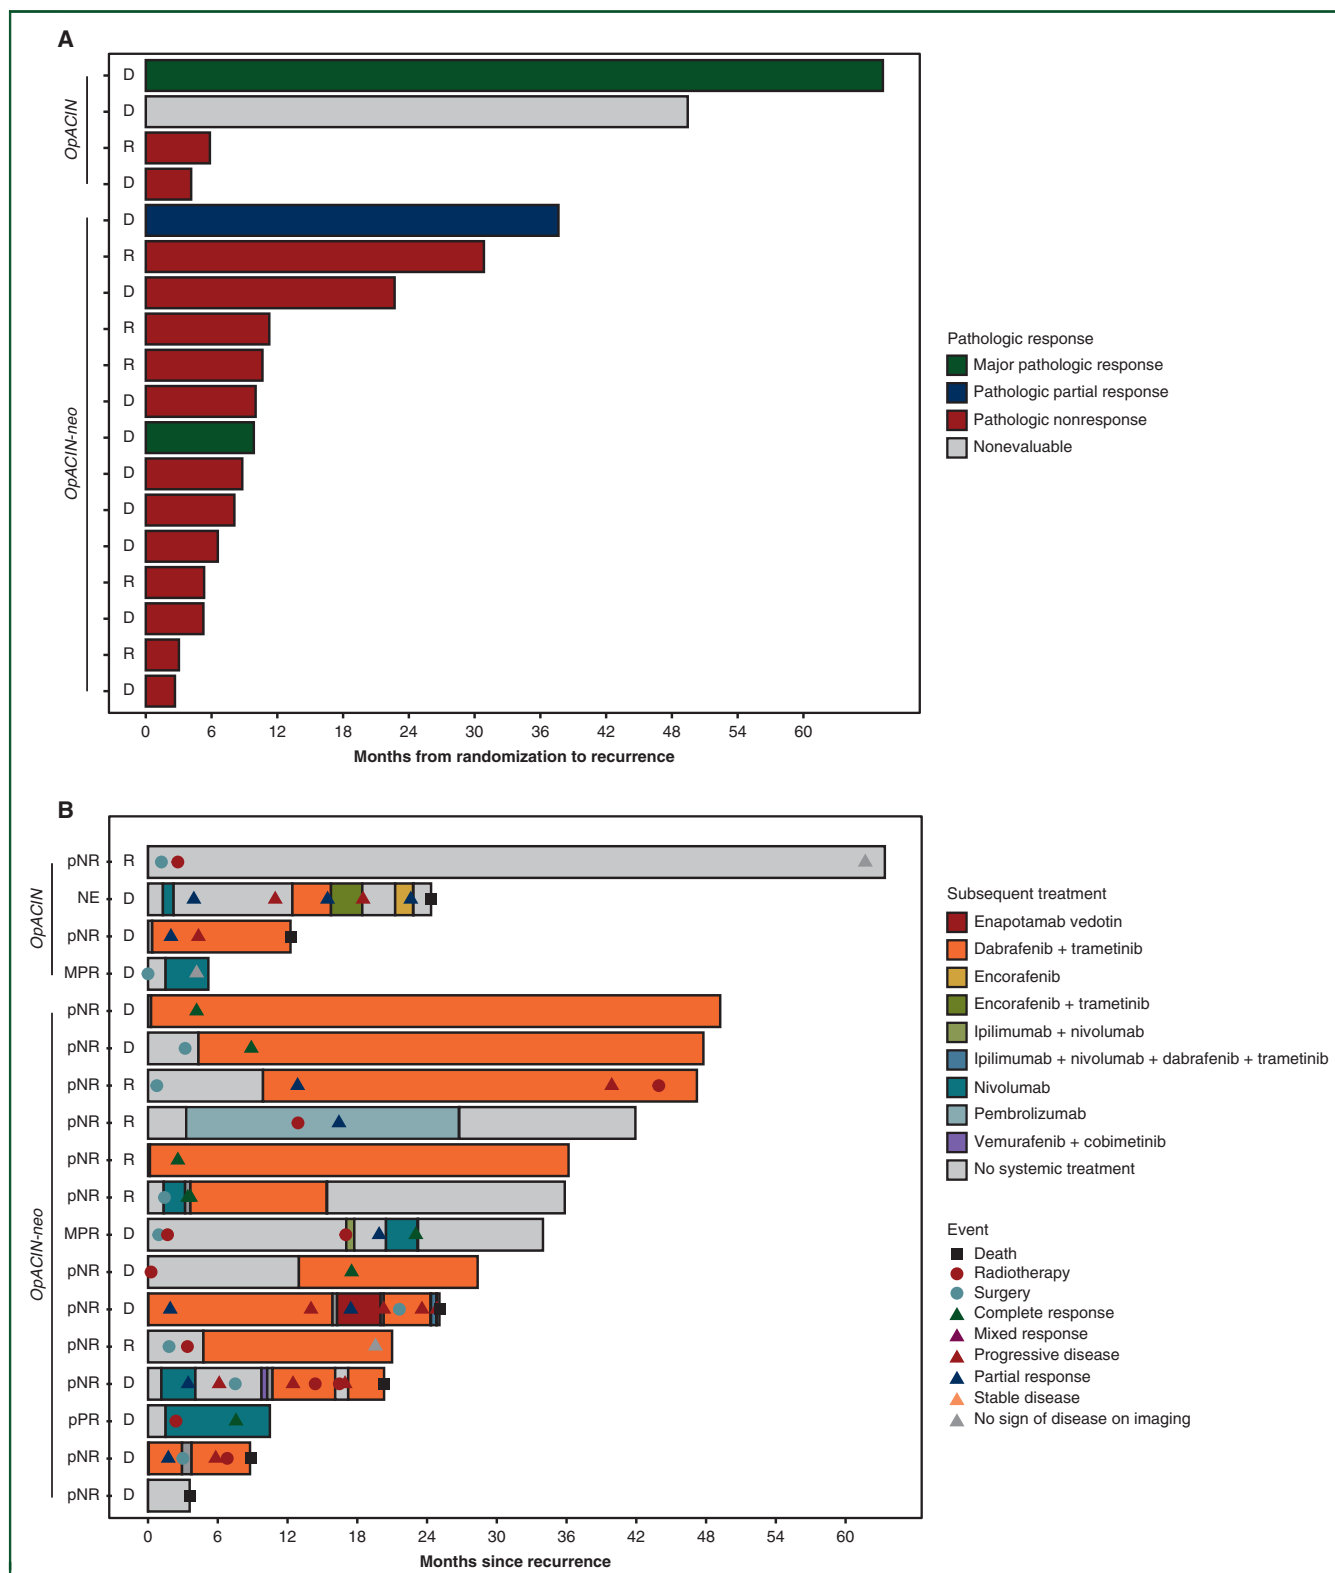 A
OpACIN
OpACIN-neo
D
D
R
D
D
R
D
R
R
D
D
D
D
D
R
D
R
D
0 6 12 18 24 30 36 42 48 54 60
Months from randomization to recurrence
Pathologic response
Major pathologic response
Pathologic partial response
Pathologic nonresponse
Nonevaluable
B
OpACIN
OpACIN-neo
pNR R
NE D
pNR D
MPR D
pNR D
pNR D
pNR R
pNR R
pNR R
pNR R
MPR D
pNR D
pNR D
pNR R
pNR D
pPR D
pNR D
pNR D
0 6 12 18 24 30 36 42 48 54 60
Months since recurrence
Subsequent treatment
Enapotamab vedotin
Dabrafenib + trametinib
Encorafenib
Encorafenib + trametinib
Ipilimumab + nivolumab
Ipilimumab + nivolumab + dabrafenib + trametinib
Nivolumab
Pembrolizumab
Vemurafenib + cobimetinib
No systemic treatment
Event
Death
Radiotherapy
Surgery
Complete response
Mixed response
Progressive disease
Partial response
Stable disease
No sign of disease on imaging